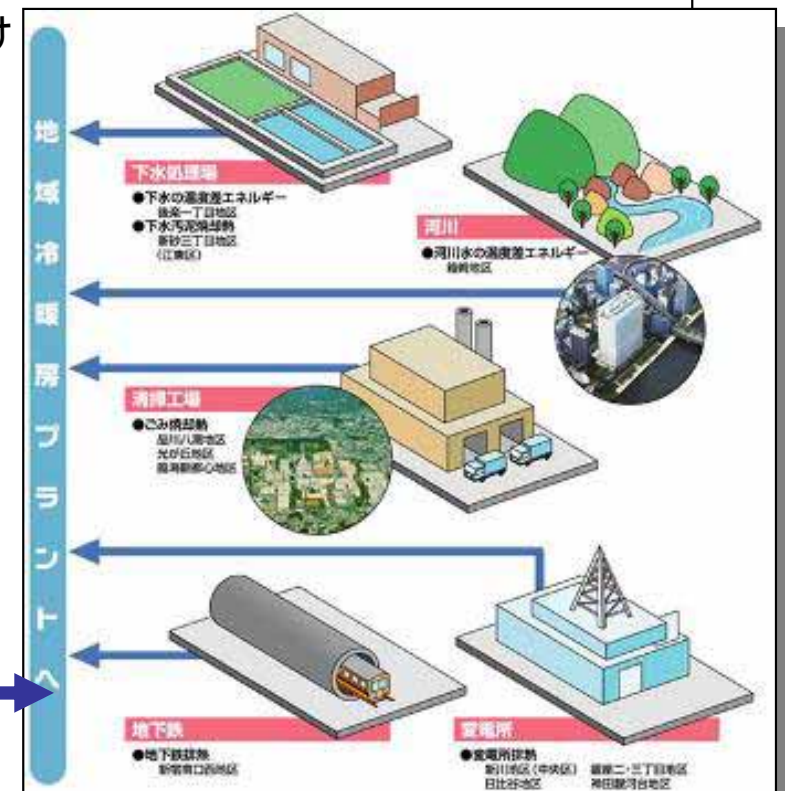 け
地域冷暖房プラントへ
下水処理場
●下水の温度差エネルギー
後楽一丁目地区
●下水汚泥焼却熱
新砂三丁目地区
(江東区)
河川
●河川水の温度差エネルギー
箱崎地区
清掃工場
●ごみ焼却熱
品川八潮地区
光が丘地区
臨海副都心地区
地下鉄
●地下鉄排熱
新宿南口西地区
変電所
●変電所排熱
新川地区(中央区) 銀座二・三丁目地区
日比谷地区 神田駿河台地区